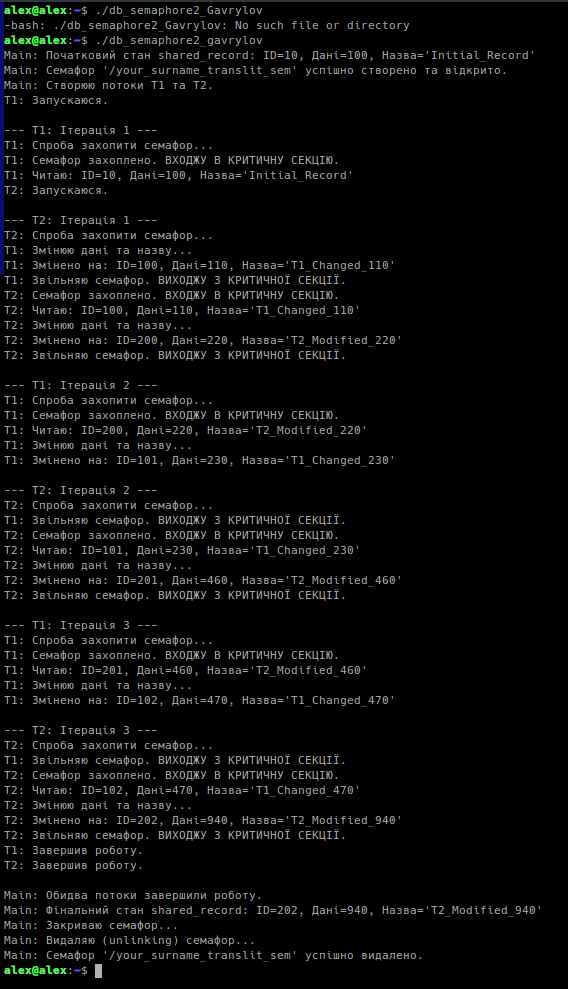 alex@alex:~$ ./db_semaphore2_Gavrylov
-bash: ./db_semaphore2_Gavrylov: No such file or directory
alex@alex:~$ ./db_semaphore2_gavrylov
Main: Початковий стан shared_record: ID=10, Дані=100, Назва='Initial_Record'
Main: Семафор '/your_surname_translit_sem' успішно створено та відкрито.
Main: Створюю потоки T1 та T2.
T1: Запускаюся.

--- T1: Ітерація 1 ---
T1: Спроба захопити семафор...
T1: Семафор захоплено. ВХОДЖУ В КРИТИЧНУ СЕКЦІЮ.
T1: Читаю: ID=10, Дані=100, Назва='Initial_Record'
T2: Запускаюся.

--- T2: Ітерація 1 ---
T2: Спроба захопити семафор...
T1: Змінюю дані та назву...
T1: Змінено на: ID=100, Дані=110, Назва='T1_Changed_110'
T1: Звільняю семафор. ВИХОДЖУ З КРИТИЧНОЇ СЕКЦІЇ.
T2: Семафор захоплено. ВХОДЖУ В КРИТИЧНУ СЕКЦІЮ.
T2: Читаю: ID=100, Дані=110, Назва='T1_Changed_110'
T2: Змінюю дані та назву...
T2: Змінено на: ID=200, Дані=220, Назва='T2_Modified_220'
T2: Звільняю семафор. ВИХОДЖУ З КРИТИЧНОЇ СЕКЦІЇ.

--- T1: Ітерація 2 ---
T1: Спроба захопити семафор...
T1: Семафор захоплено. ВХОДЖУ В КРИТИЧНУ СЕКЦІЮ.
T1: Читаю: ID=200, Дані=220, Назва='T2_Modified_220'
T1: Змінюю дані та назву...
T1: Змінено на: ID=101, Дані=230, Назва='T1_Changed_230'

--- T2: Ітерація 2 ---
T2: Спроба захопити семафор...
T1: Звільняю семафор. ВИХОДЖУ З КРИТИЧНОЇ СЕКЦІЇ.
T2: Семафор захоплено. ВХОДЖУ В КРИТИЧНУ СЕКЦІЮ.
T2: Читаю: ID=101, Дані=230, Назва='T1_Changed_230'
T2: Змінюю дані та назву...
T2: Змінено на: ID=201, Дані=460, Назва='T2_Modified_460'
T2: Звільняю семафор. ВИХОДЖУ З КРИТИЧНОЇ СЕКЦІЇ.

--- T1: Ітерація 3 ---
T1: Спроба захопити семафор...
T1: Семафор захоплено. ВХОДЖУ В КРИТИЧНУ СЕКЦІЮ.
T1: Читаю: ID=201, Дані=460, Назва='T2_Modified_460'
T1: Змінюю дані та назву...
T1: Змінено на: ID=102, Дані=470, Назва='T1_Changed_470'

--- T2: Ітерація 3 ---
T2: Спроба захопити семафор...
T1: Звільняю семафор. ВИХОДЖУ З КРИТИЧНОЇ СЕКЦІЇ.
T2: Семафор захоплено. ВХОДЖУ В КРИТИЧНУ СЕКЦІЮ.
T2: Читаю: ID=102, Дані=470, Назва='T1_Changed_470'
T2: Змінюю дані та назву...
T2: Змінено на: ID=202, Дані=940, Назва='T2_Modified_940'
T2: Звільняю семафор. ВИХОДЖУ З КРИТИЧНОЇ СЕКЦІЇ.
T1: Завершив роботу.
T2: Завершив роботу.

Main: Обидва потоки завершили роботу.
Main: Фінальний стан shared_record: ID=202, Дані=940, Назва='T2_Modified_940'
Main: Закриваю семафор...
Main: Видаляю (unlinking) семафор...
Main: Семафор '/your_surname_translit_sem' успішно видалено.
alex@alex:~$